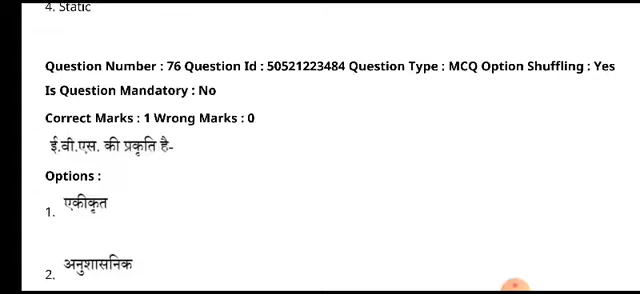 4. Static
Question Number : 76 Question Id : 50521223484 Question Type : MCQ Option Shuffling : Yes
Is Question Mandatory : No
Correct Marks : 1 Wrong Marks : 0
ई.वी.एस. की प्रकृति है-
Options :
1. एकीकृत
2. अनुशासनिक